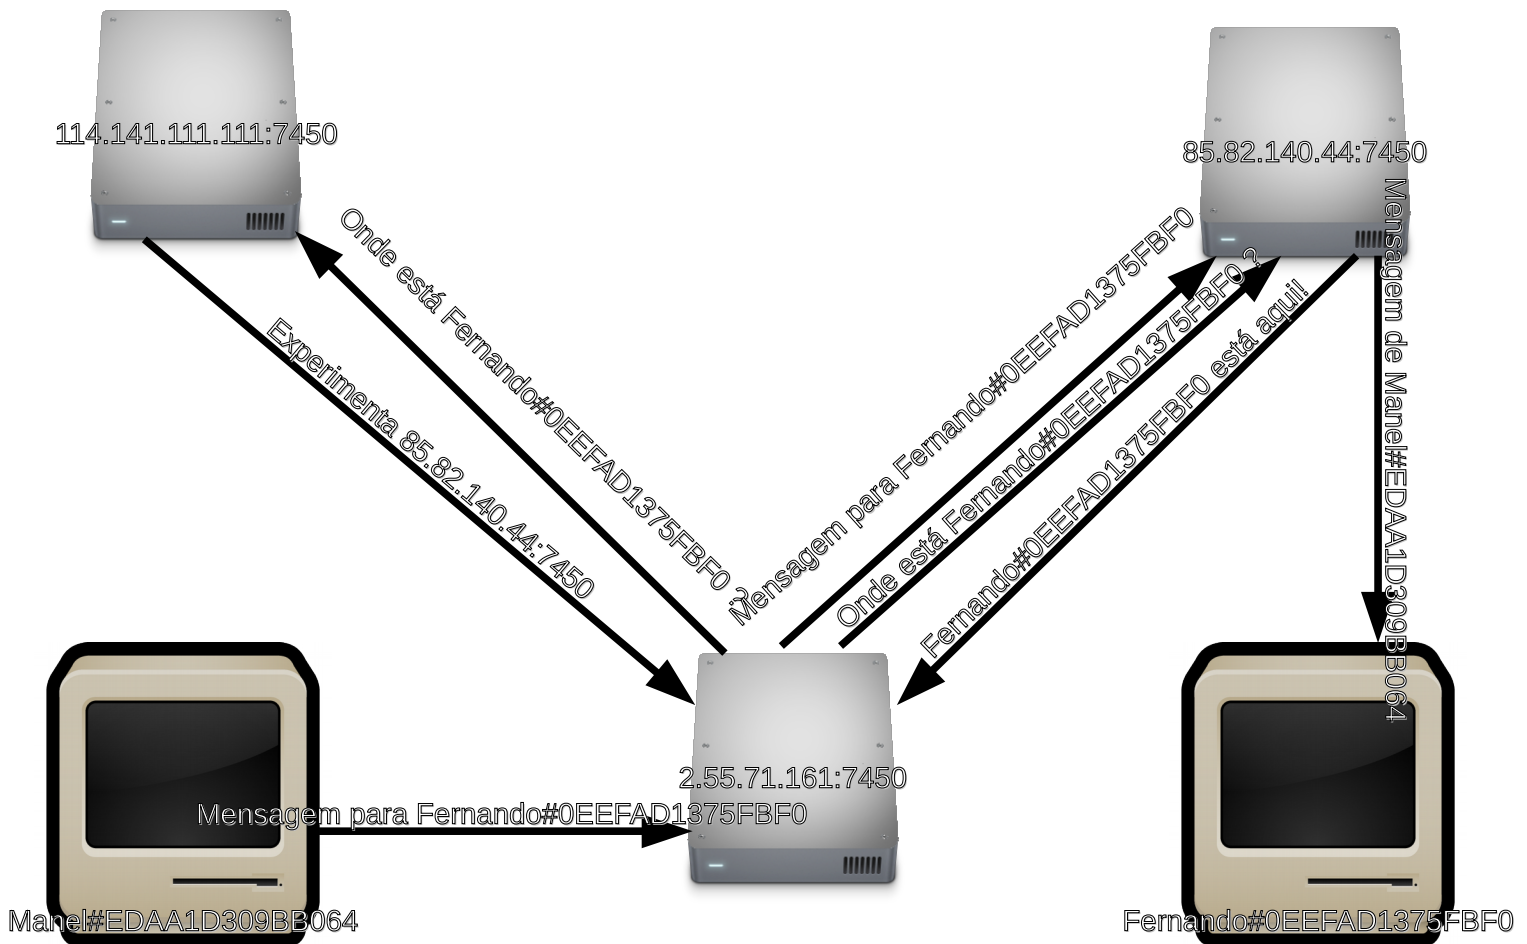 114.141.111.111:7450
85.82.140.44:7450
Onde está Fernando#0EEFAD1375FBF0 ?
Experimenta 85.82.140.44:7450
Mensagem para Fernando#0EEFAD1375FBF0
Onde está Fernando#0EEFAD1375FBF0 ?
Fernando#0EEFAD1375FBF0 está aqui!
Mensagem de Manel#EDAA1D309BB064
2.55.71.161:7450
Mensagem para Fernando#0EEFAD1375FBF0
Manel#EDAA1D309BB064
Fernando#0EEFAD1375FBF0